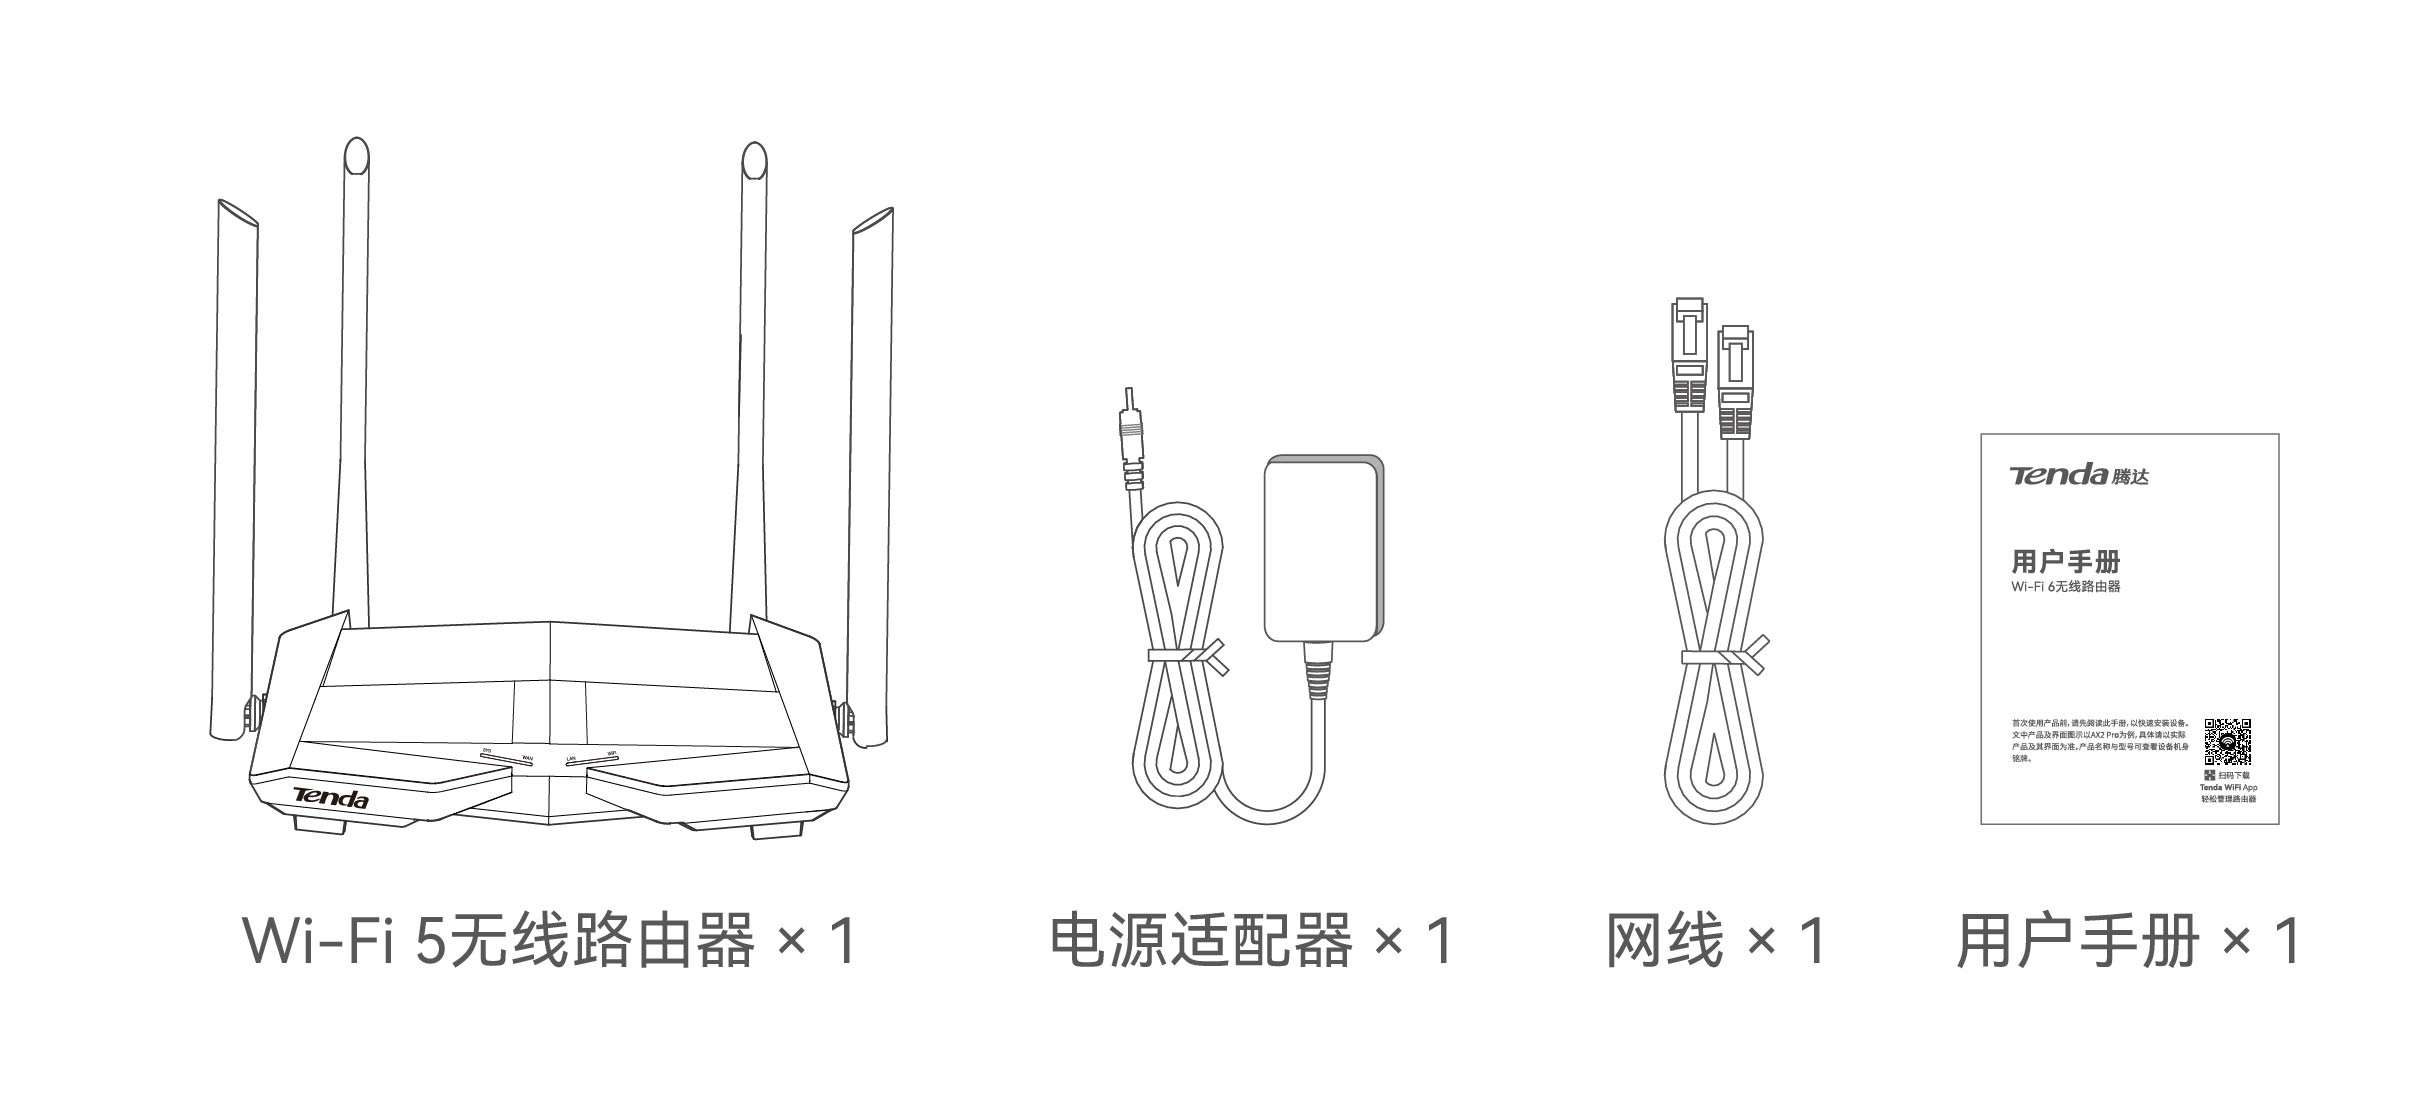 SYS
WAN
LAN
WiFi
Tenda
Tenda 腾达
用户手册
Wi-Fi 6无线路由器
首次使用产品前，请先阅读此手册，以快速安装设备。
文中产品及界面图示以AX2 Pro为例，具体请以实际
产品及其界面为准。产品名称与型号可查看设备机身
铭牌。
扫码下载
Tenda WiFi App
轻松管理路由器
Wi-Fi 5无线路由器 × 1
电源适配器 × 1
网线 × 1
用户手册 × 1